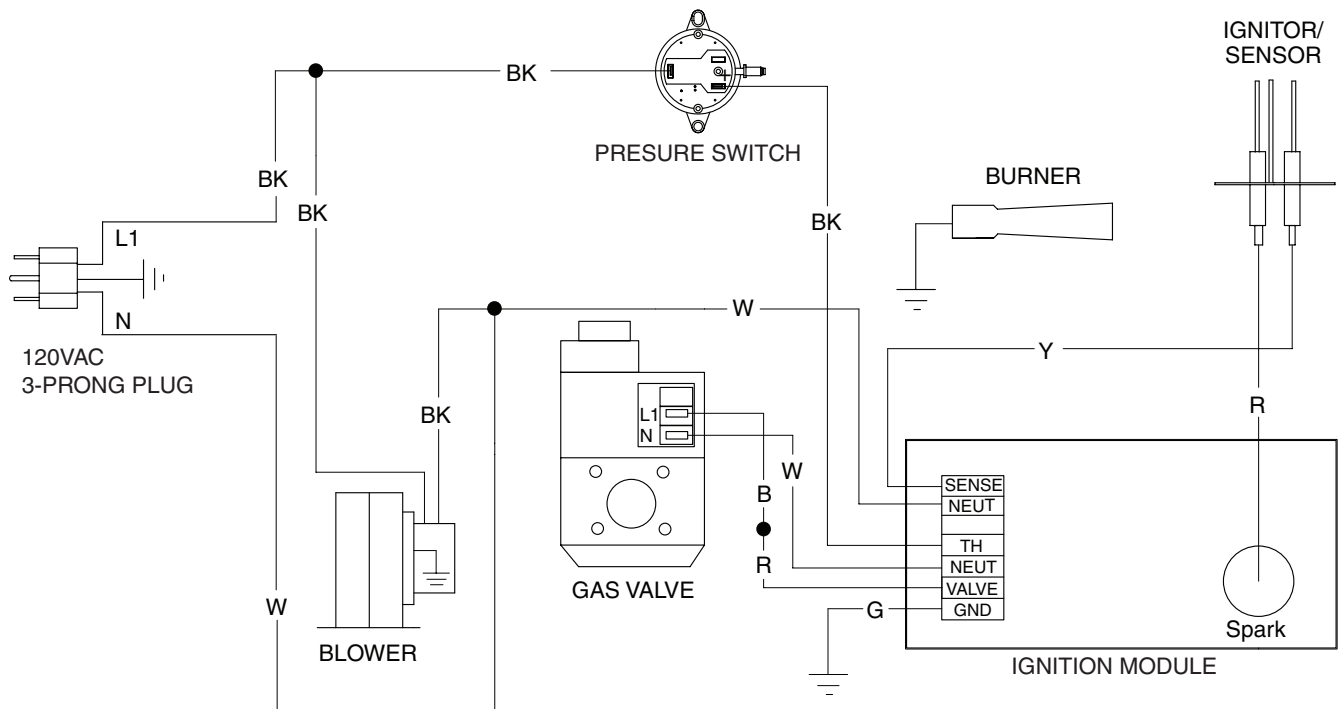 IGNITOR/
SENSOR
BK
PRESURE SWITCH
BK
BK
BURNER
BK
L1
N
120VAC
3-PRONG PLUG
W
Y
L1
N
BK
W
R
B
R
SENSE
NEUT
TH
NEUT
VALVE
GND
GAS VALVE
W
G
Spark
BLOWER
IGNITION MODULE